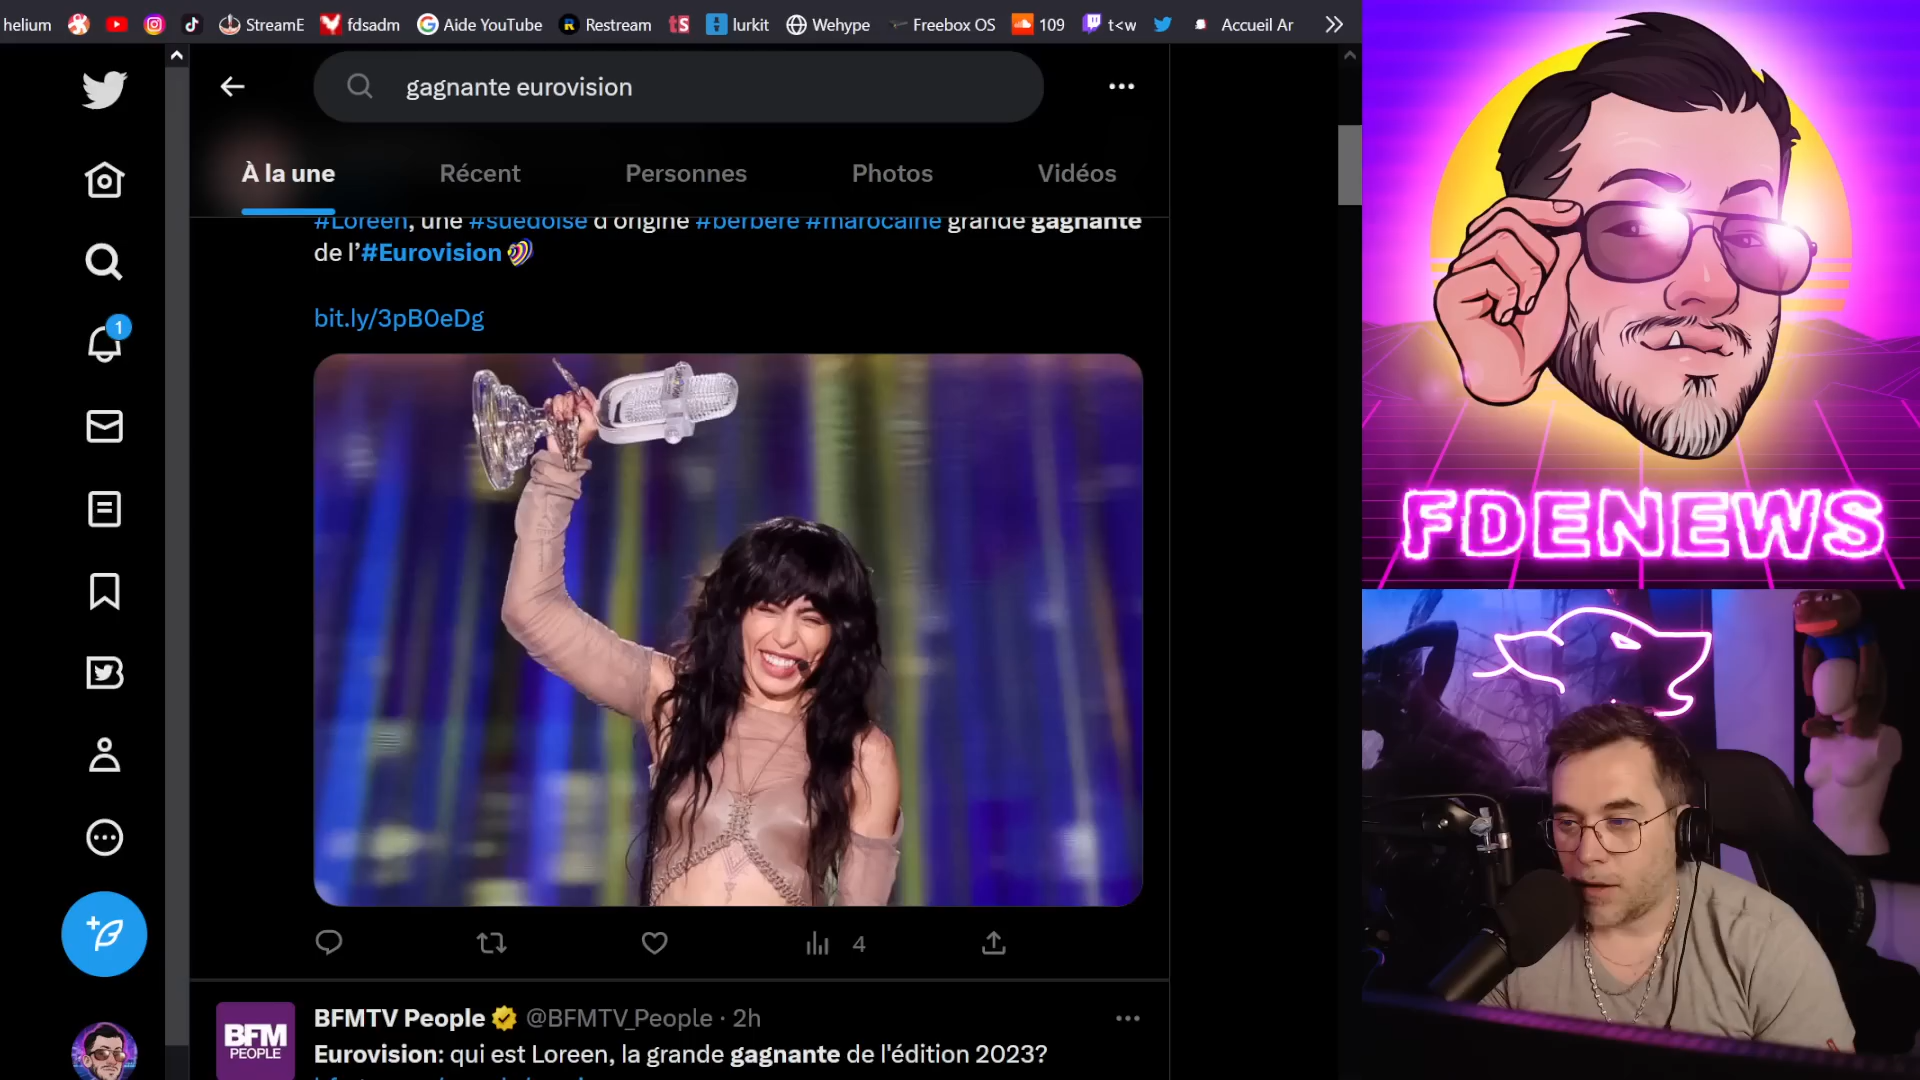 helium
StreamE
fdsadm
Aide YouTube
Restream
tS
lurkit
Wehype
Freebox OS
109
t<w
Accueil Ar
gagnante eurovision
À la une
Récent
Personnes
Photos
Vidéos
#Loreen, une #suédoise d'origine #berbère #marocaine grande gagnante
de l'#Eurovision
bit.ly/3pB0eDg
1
4
BFM
PEOPLE
BFMTV People @BFMTV_People · 2h
Eurovision: qui est Loreen, la grande gagnante de l'édition 2023?
FDENEWS